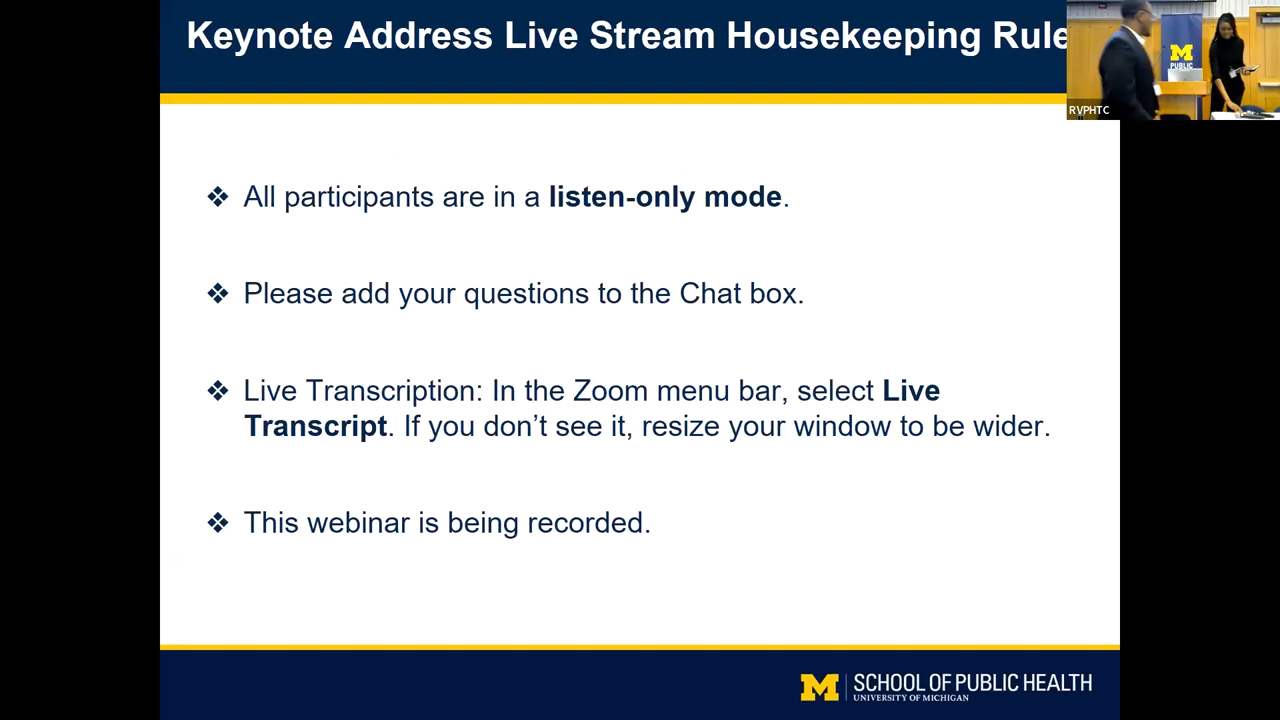 Keynote Address Live Stream Housekeeping Rule
M
PUBLIC
RVPHTC
❖ All participants are in a listen-only mode.
❖ Please add your questions to the Chat box.
❖ Live Transcription: In the Zoom menu bar, select Live
Transcript. If you don’t see it, resize your window to be wider.
❖ This webinar is being recorded.
M SCHOOL OF PUBLIC HEALTH
UNIVERSITY OF MICHIGAN